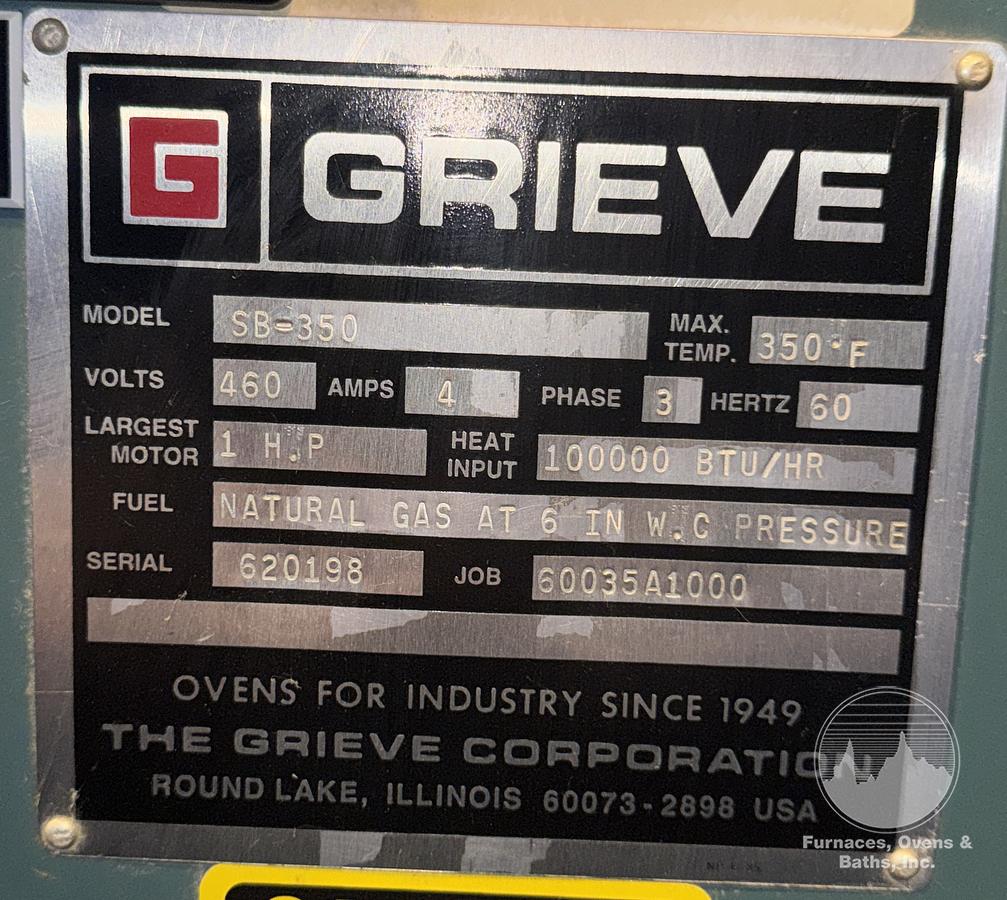 G GRIEVE
MODEL SB-350 MAX. TEMP. 350°F
VOLTS 460 AMPS 4 PHASE 3 HERTZ 60
LARGEST MOTOR 1 H.P HEAT INPUT 100000 BTU/HR
FUEL NATURAL GAS AT 6 IN W.C PRESSURE
SERIAL 620198 JOB 60035A1000
OVENS FOR INDUSTRY SINCE 1949
THE GRIEVE CORPORATION
ROUND LAKE, ILLINOIS 60073-2898 USA
Furnaces, Ovens &
Baths, Inc.